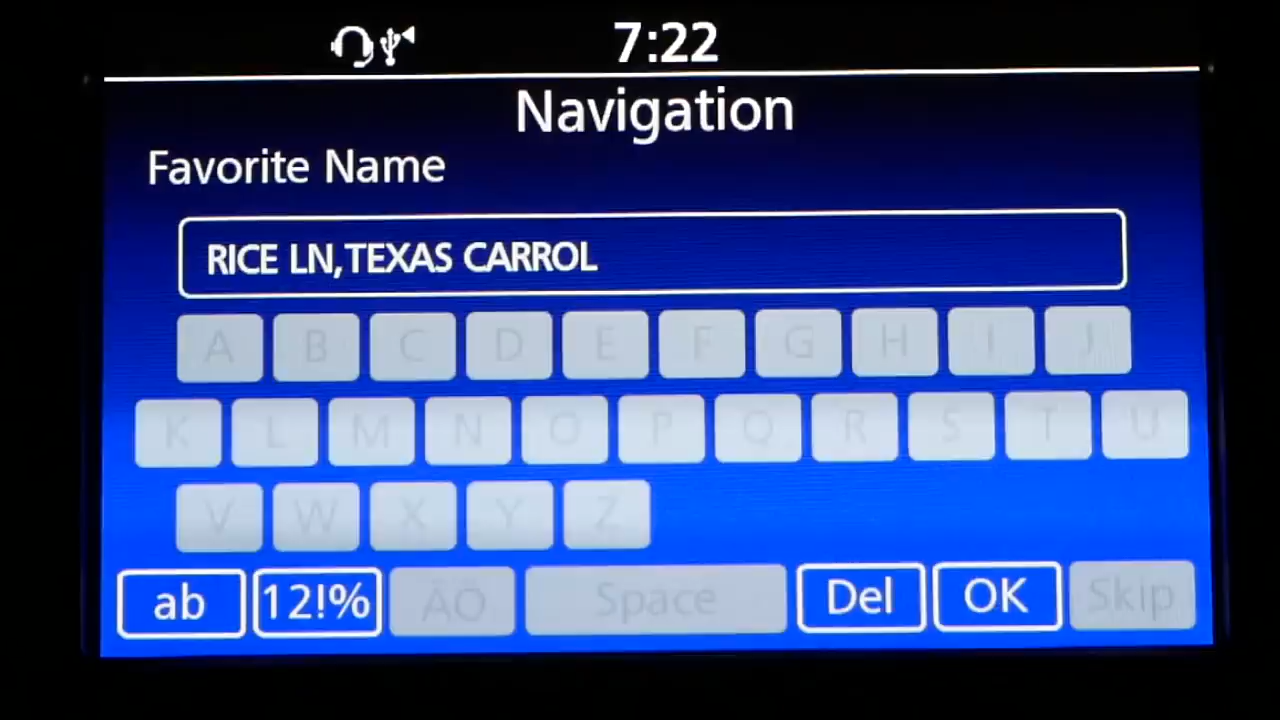 7:22
Navigation
Favorite Name
RICE LN,TEXAS CARROL
A B C D E F G H I J
K L M N O P Q R S T U
V W X Y Z
ab 12!% ÄÖ Space Del OK Skip